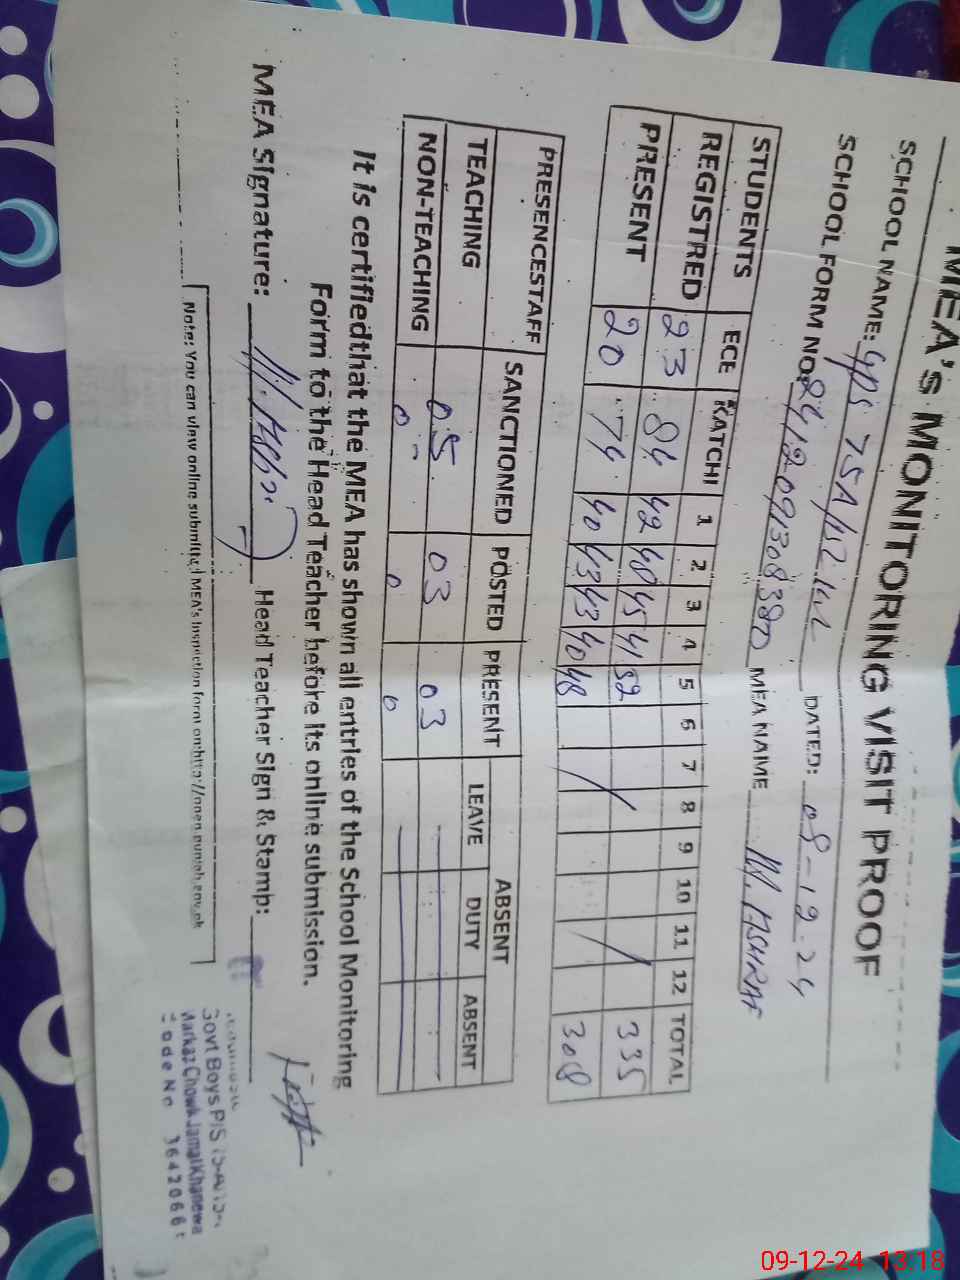 MEA'S MONITORING VISIT PROOF
SCHOOL NAME: GPS 75A/15L
SCHOOL FORM NO: DATED: 09-12-24
MEA NAME M. ASHRAF
STUDENTS ECE KATCHI 1 2 3 4 5 6 7 8 9 10 11 12 TOTAL
REGISTRED 23 84 42 48 45 41 52 335
PRESENT 20 74 40 43 43 40 48 308
PRESENCESTAFF SANCTIONED POSTED PRESENT ABSENT
LEAVE DUTY ABSENT
TEACHING 05 03 03
NON-TEACHING 0 0 0
It is certifiedthat the MEA has shown all entries of the School Monitoring
Form to the Head Teacher before its online submission.
MEA Signature: Head Teacher Sign & Stamp:
Note: You can view online submitted MEA's Inspection form on:http://open.punjab.gov.pk
Govt Boys P/S
Markaz Chowk Jamal Khanewa
Code No 3642066
09-12-24 13:18